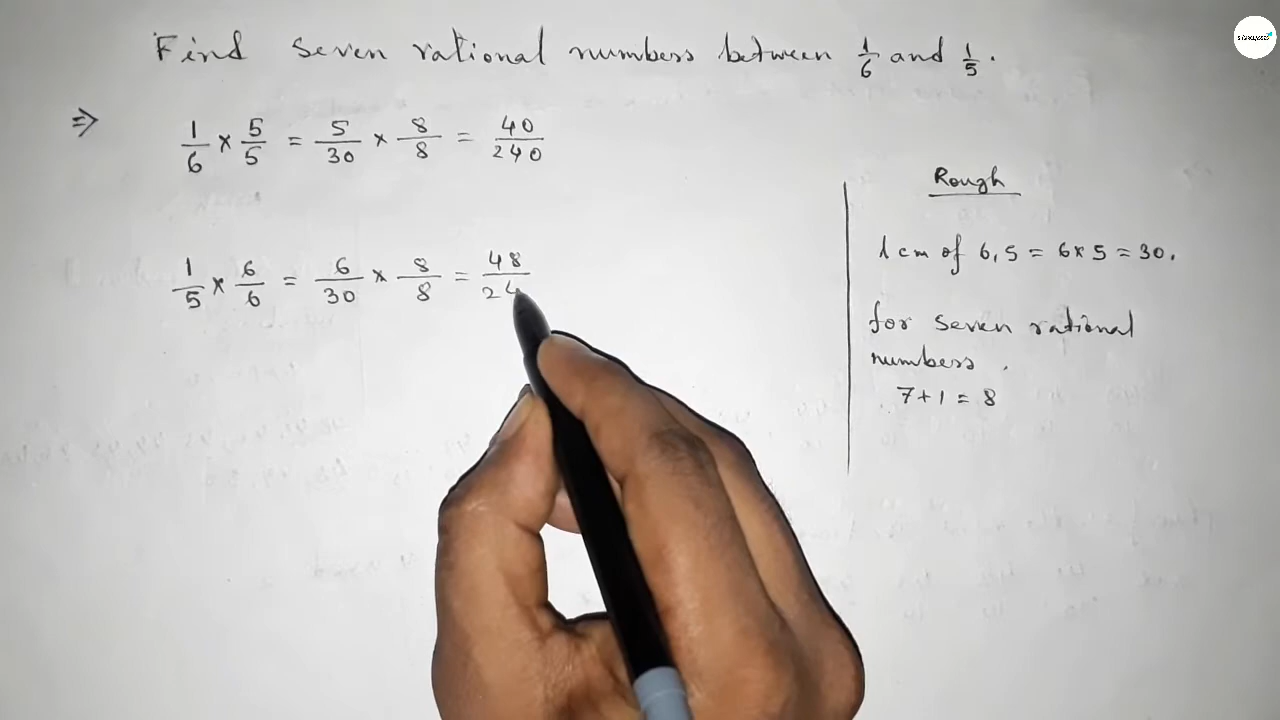 Find seven rational numbers between 1/6 and 1/5.
⇒ 1/6 × 5/5 = 5/30 × 8/8 = 40/240
1/5 × 6/6 = 6/30 × 8/8 = 48/24
Rough
lcm of 6,5 = 6×5 = 30.
for seven rational
numbers.
7+1 = 8